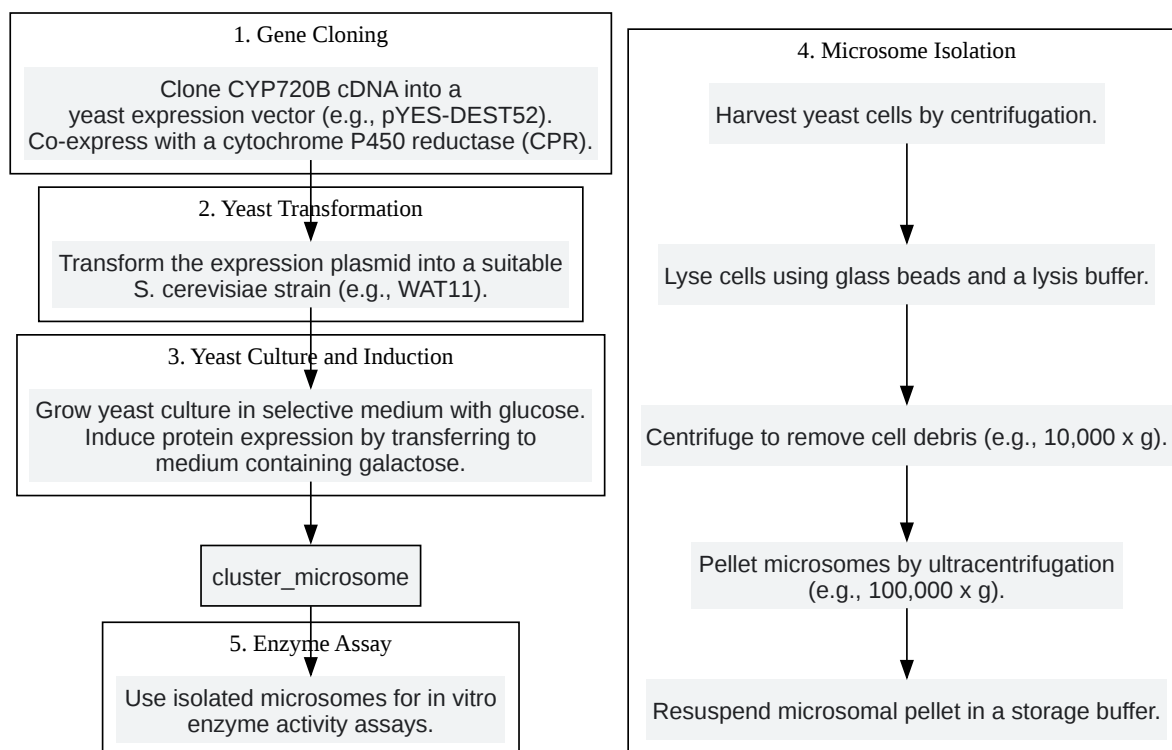 1. Gene Cloning
Clone CYP720B cDNA into a
yeast expression vector (e.g., pYES-DEST52).
Co-express with a cytochrome P450 reductase (CPR).
2. Yeast Transformation
Transform the expression plasmid into a suitable
S. cerevisiae strain (e.g., WAT11).
3. Yeast Culture and Induction
Grow yeast culture in selective medium with glucose.
Induce protein expression by transferring to
medium containing galactose.
cluster_microsome
5. Enzyme Assay
Use isolated microsomes for in vitro
enzyme activity assays.
4. Microsome Isolation
Harvest yeast cells by centrifugation.
Lyse cells using glass beads and a lysis buffer.
Centrifuge to remove cell debris (e.g., 10,000 x g).
Pellet microsomes by ultracentrifugation
(e.g., 100,000 x g).
Resuspend microsomal pellet in a storage buffer.